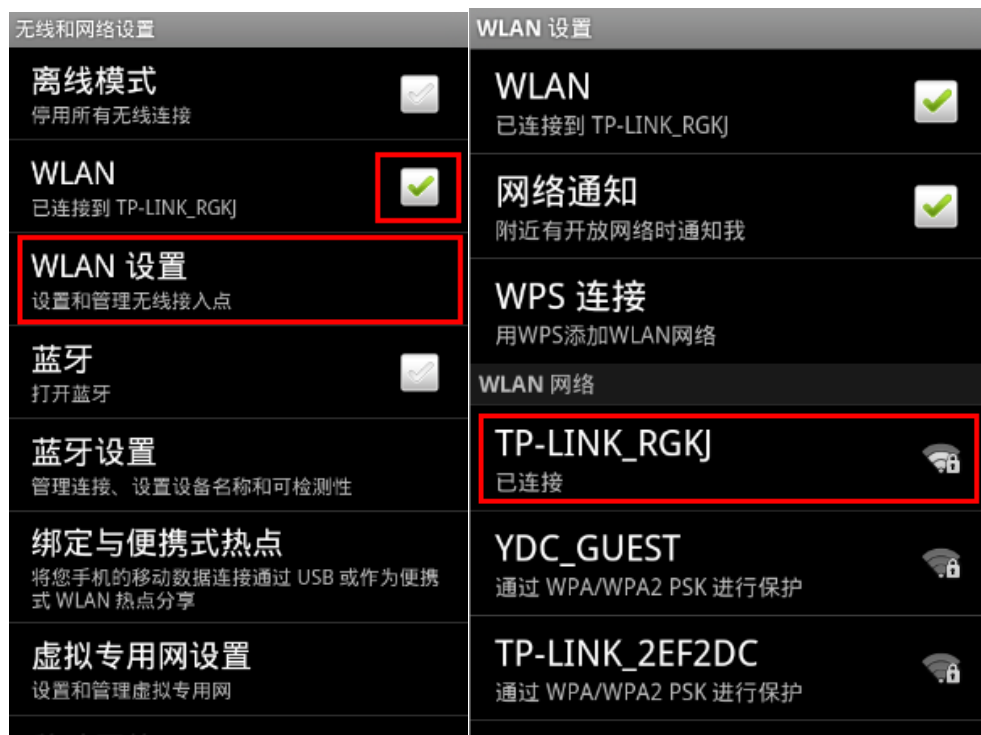 无线和网络设置
离线模式
停用所有无线连接
WLAN
已连接到 TP-LINK_RGKJ
WLAN 设置
设置和管理无线接入点
蓝牙
打开蓝牙
蓝牙设置
管理连接、设置设备名称和可检测性
绑定与便携式热点
将您手机的移动数据连接通过 USB 或作为便携
式 WLAN 热点分享
虚拟专用网设置
设置和管理虚拟专用网
WLAN 设置
WLAN
已连接到 TP-LINK_RGKJ
网络通知
附近有开放网络时通知我
WPS 连接
用WPS添加WLAN网络
WLAN 网络
TP-LINK_RGKJ
已连接
YDC_GUEST
通过 WPA/WPA2 PSK 进行保护
TP-LINK_2EF2DC
通过 WPA/WPA2 PSK 进行保护